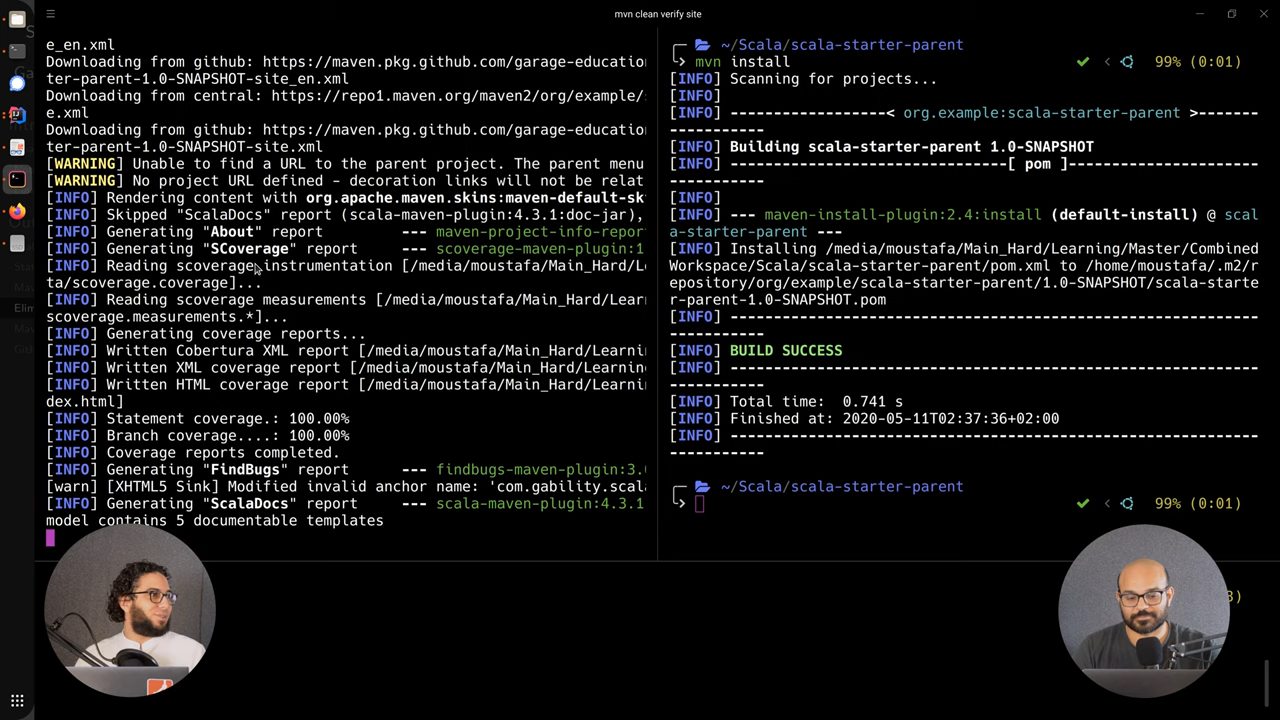 mvn clean verify site
e_en.xml
Downloading from github: https://maven.pkg.github.com/garage-educatio
ter-parent-1.0-SNAPSHOT-site_en.xml
Downloading from central: https://repo1.maven.org/maven2/org/example/
e.xml
Downloading from github: https://maven.pkg.github.com/garage-educatio
ter-parent-1.0-SNAPSHOT-site.xml
[WARNING] Unable to find a URL to the parent project. The parent menu
[WARNING] No project URL defined - decoration links will not be relat
[INFO] Rendering content with org.apache.maven.skins:maven-default-sk
[INFO] Skipped "ScalaDocs" report (scala-maven-plugin:4.3.1:doc-jar),
[INFO] Generating "About" report --- maven-project-info-repor
[INFO] Generating "SCoverage" report --- scoverage-maven-plugin:1
[INFO] Reading scoverage instrumentation [/media/moustafa/Main_Hard/L
ta/scoverage.coverage]...
[INFO] Reading scoverage measurements [/media/moustafa/Main_Hard/Lear
scoverage.measurements.*]...
[INFO] Generating coverage reports...
[INFO] Written Cobertura XML report [/media/moustafa/Main_Hard/Learni
[INFO] Written XML coverage report [/media/moustafa/Main_Hard/Learnin
[INFO] Written HTML coverage report [/media/moustafa/Main_Hard/Learni
dex.html]
[INFO] Statement coverage.: 100.00%
[INFO] Branch coverage....: 100.00%
[INFO] Coverage reports completed.
[INFO] Generating "FindBugs" report --- findbugs-maven-plugin:3.
[warn] [XHTML5 Sink] Modified invalid anchor name: 'com.gability.scal
[INFO] Generating "ScalaDocs" report --- scala-maven-plugin:4.3.1
model contains 5 documentable templates
~/Scala/scala-starter-parent
mvn install 99% (0:01)
[INFO] Scanning for projects...
[INFO]
[INFO] -----------------< org.example:scala-starter-parent >-------
------------
[INFO] Building scala-starter-parent 1.0-SNAPSHOT
[INFO] --------------------------------[ pom ]-----------------------
------------
[INFO]
[INFO] --- maven-install-plugin:2.4:install (default-install) @ scal
a-starter-parent ---
[INFO] Installing /media/moustafa/Main_Hard/Learning/Master/Combined
Workspace/Scala/scala-starter-parent/pom.xml to /home/moustafa/.m2/r
epository/org/example/scala-starter-parent/1.0-SNAPSHOT/scala-starte
r-parent-1.0-SNAPSHOT.pom
[INFO] -------------------------------------------------------------
------------
[INFO] BUILD SUCCESS
[INFO] -------------------------------------------------------------
------------
[INFO] Total time: 0.741 s
[INFO] Finished at: 2020-05-11T02:37:36+02:00
[INFO] -------------------------------------------------------------
------------
~/Scala/scala-starter-parent
99% (0:01)